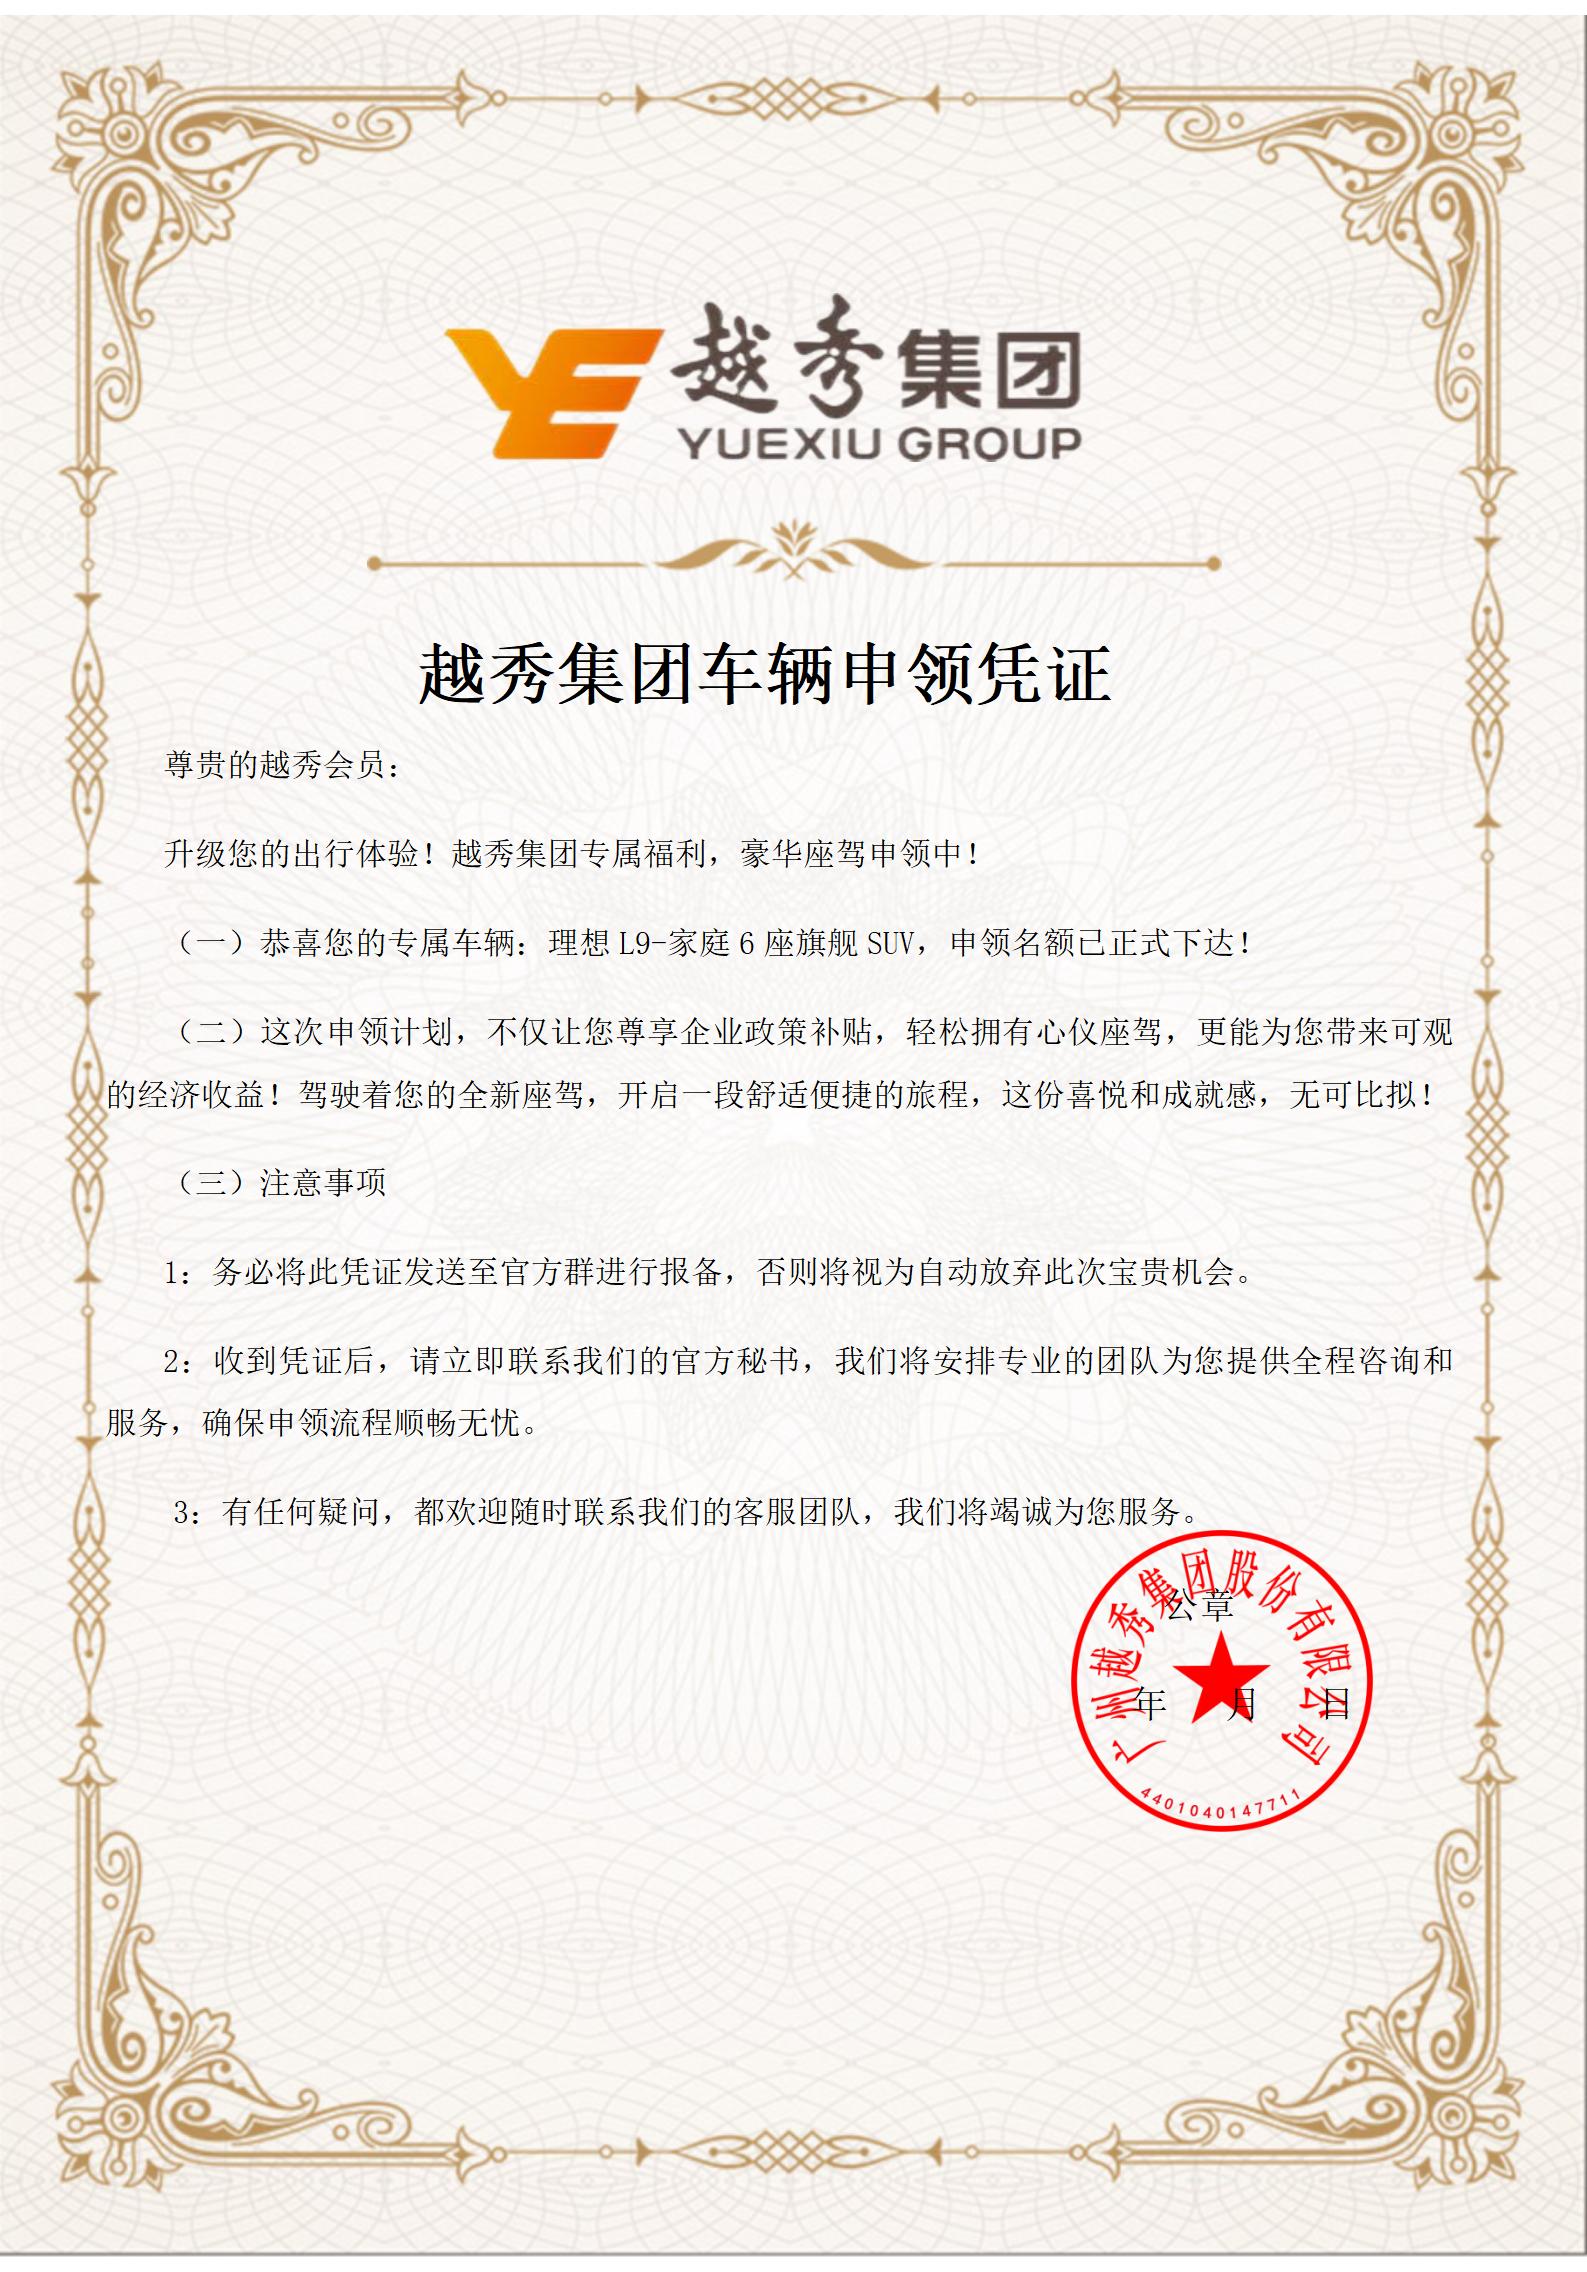 越秀集团
YUEXIU GROUP
越秀集团车辆申领凭证
尊贵的越秀会员：
升级您的出行体验！越秀集团专属福利，豪华座驾申领中！
（一）恭喜您的专属车辆：理想 L9-家庭 6 座旗舰 SUV，申领名额已正式下达！
（二）这次申领计划，不仅让您尊享企业政策补贴，轻松拥有心仪座驾，更能为您带来可观
的经济收益！驾驶着您的全新座驾，开启一段舒适便捷的旅程，这份喜悦和成就感，无可比拟！
（三）注意事项
1：务必将此凭证发送至官方群进行报备，否则将视为自动放弃此次宝贵机会。
2：收到凭证后，请立即联系我们的官方秘书，我们将安排专业的团队为您提供全程咨询和
服务，确保申领流程顺畅无忧。
3：有任何疑问，都欢迎随时联系我们的客服团队，我们将竭诚为您服务。
公章
年 月 日
广州越秀集团股份有限公司
4401040147711